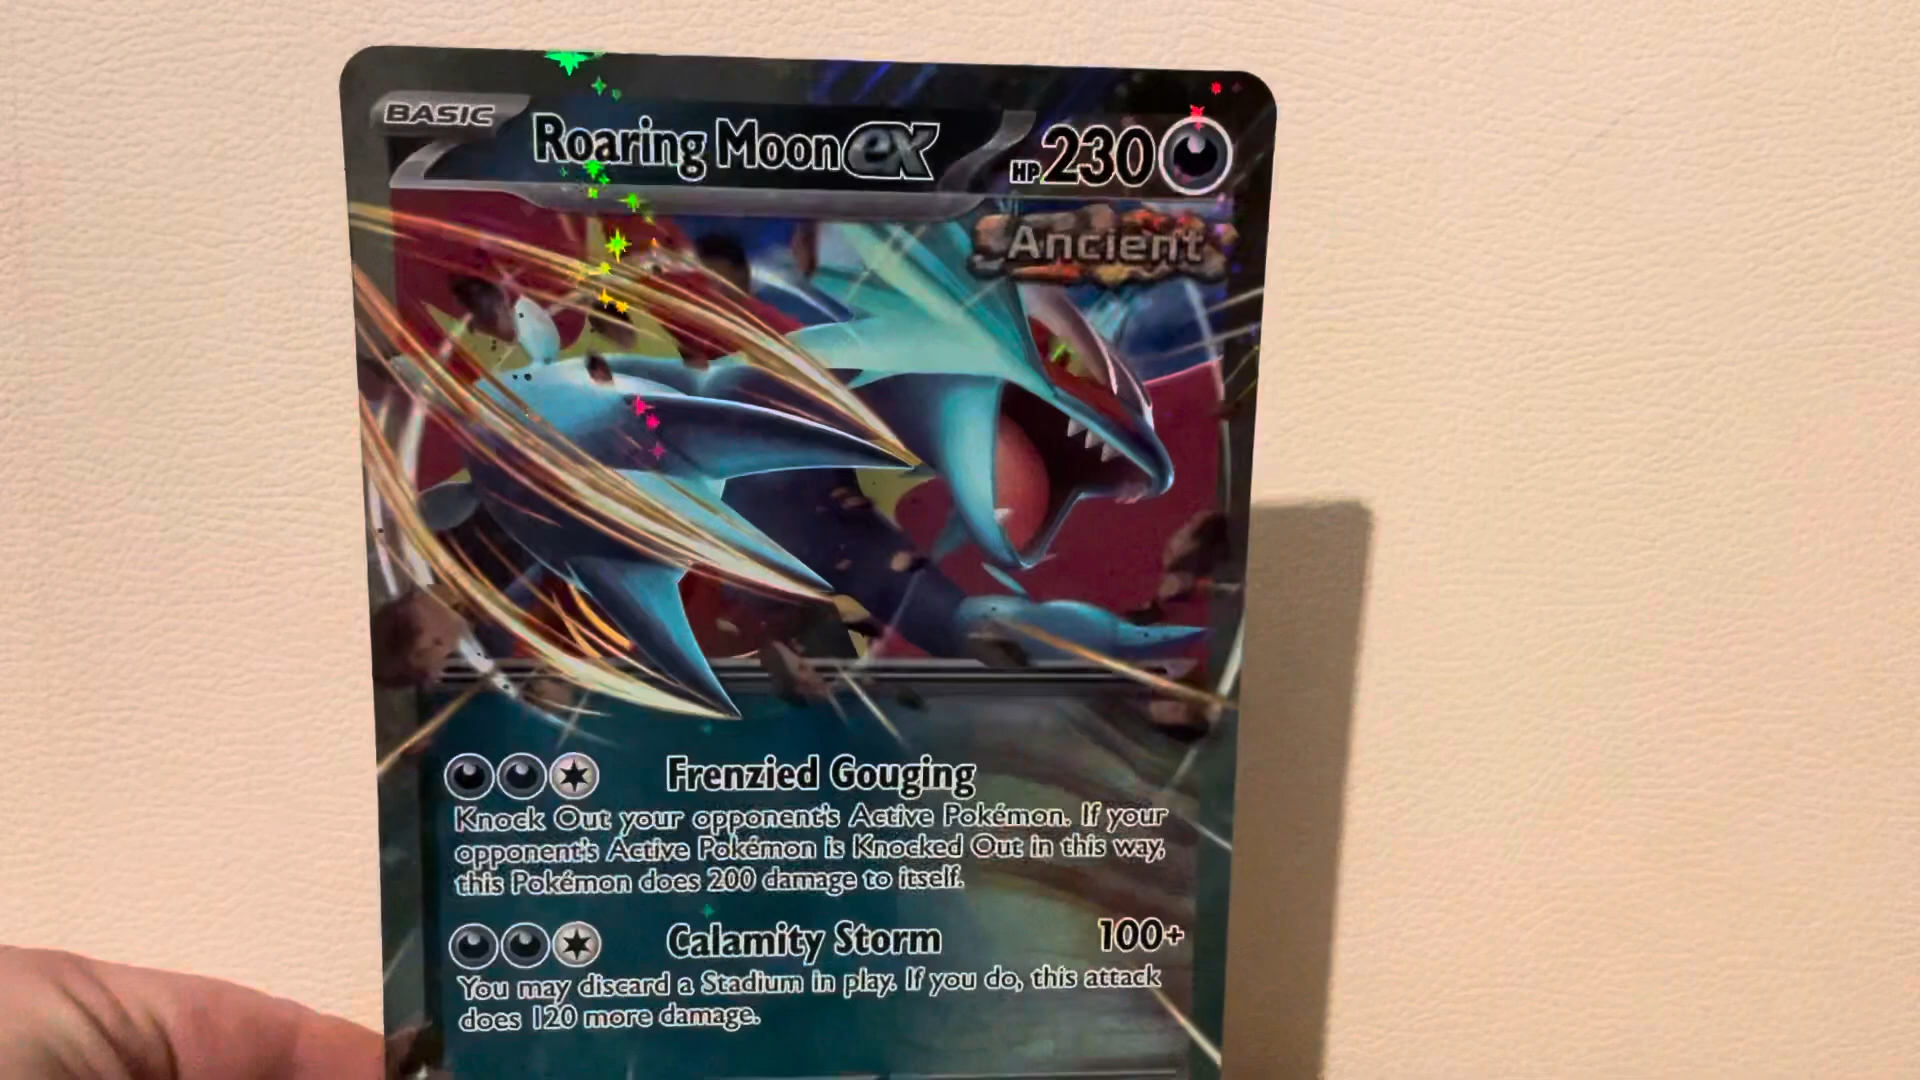 BASIC
Roaring Moon ex
HP 230
Ancient
Frenzied Gouging
Knock Out your opponent's Active Pokémon. If your
opponent's Active Pokémon is Knocked Out in this way,
this Pokémon does 200 damage to itself.
Calamity Storm 100+
You may discard a Stadium in play. If you do, this attack
does 120 more damage.